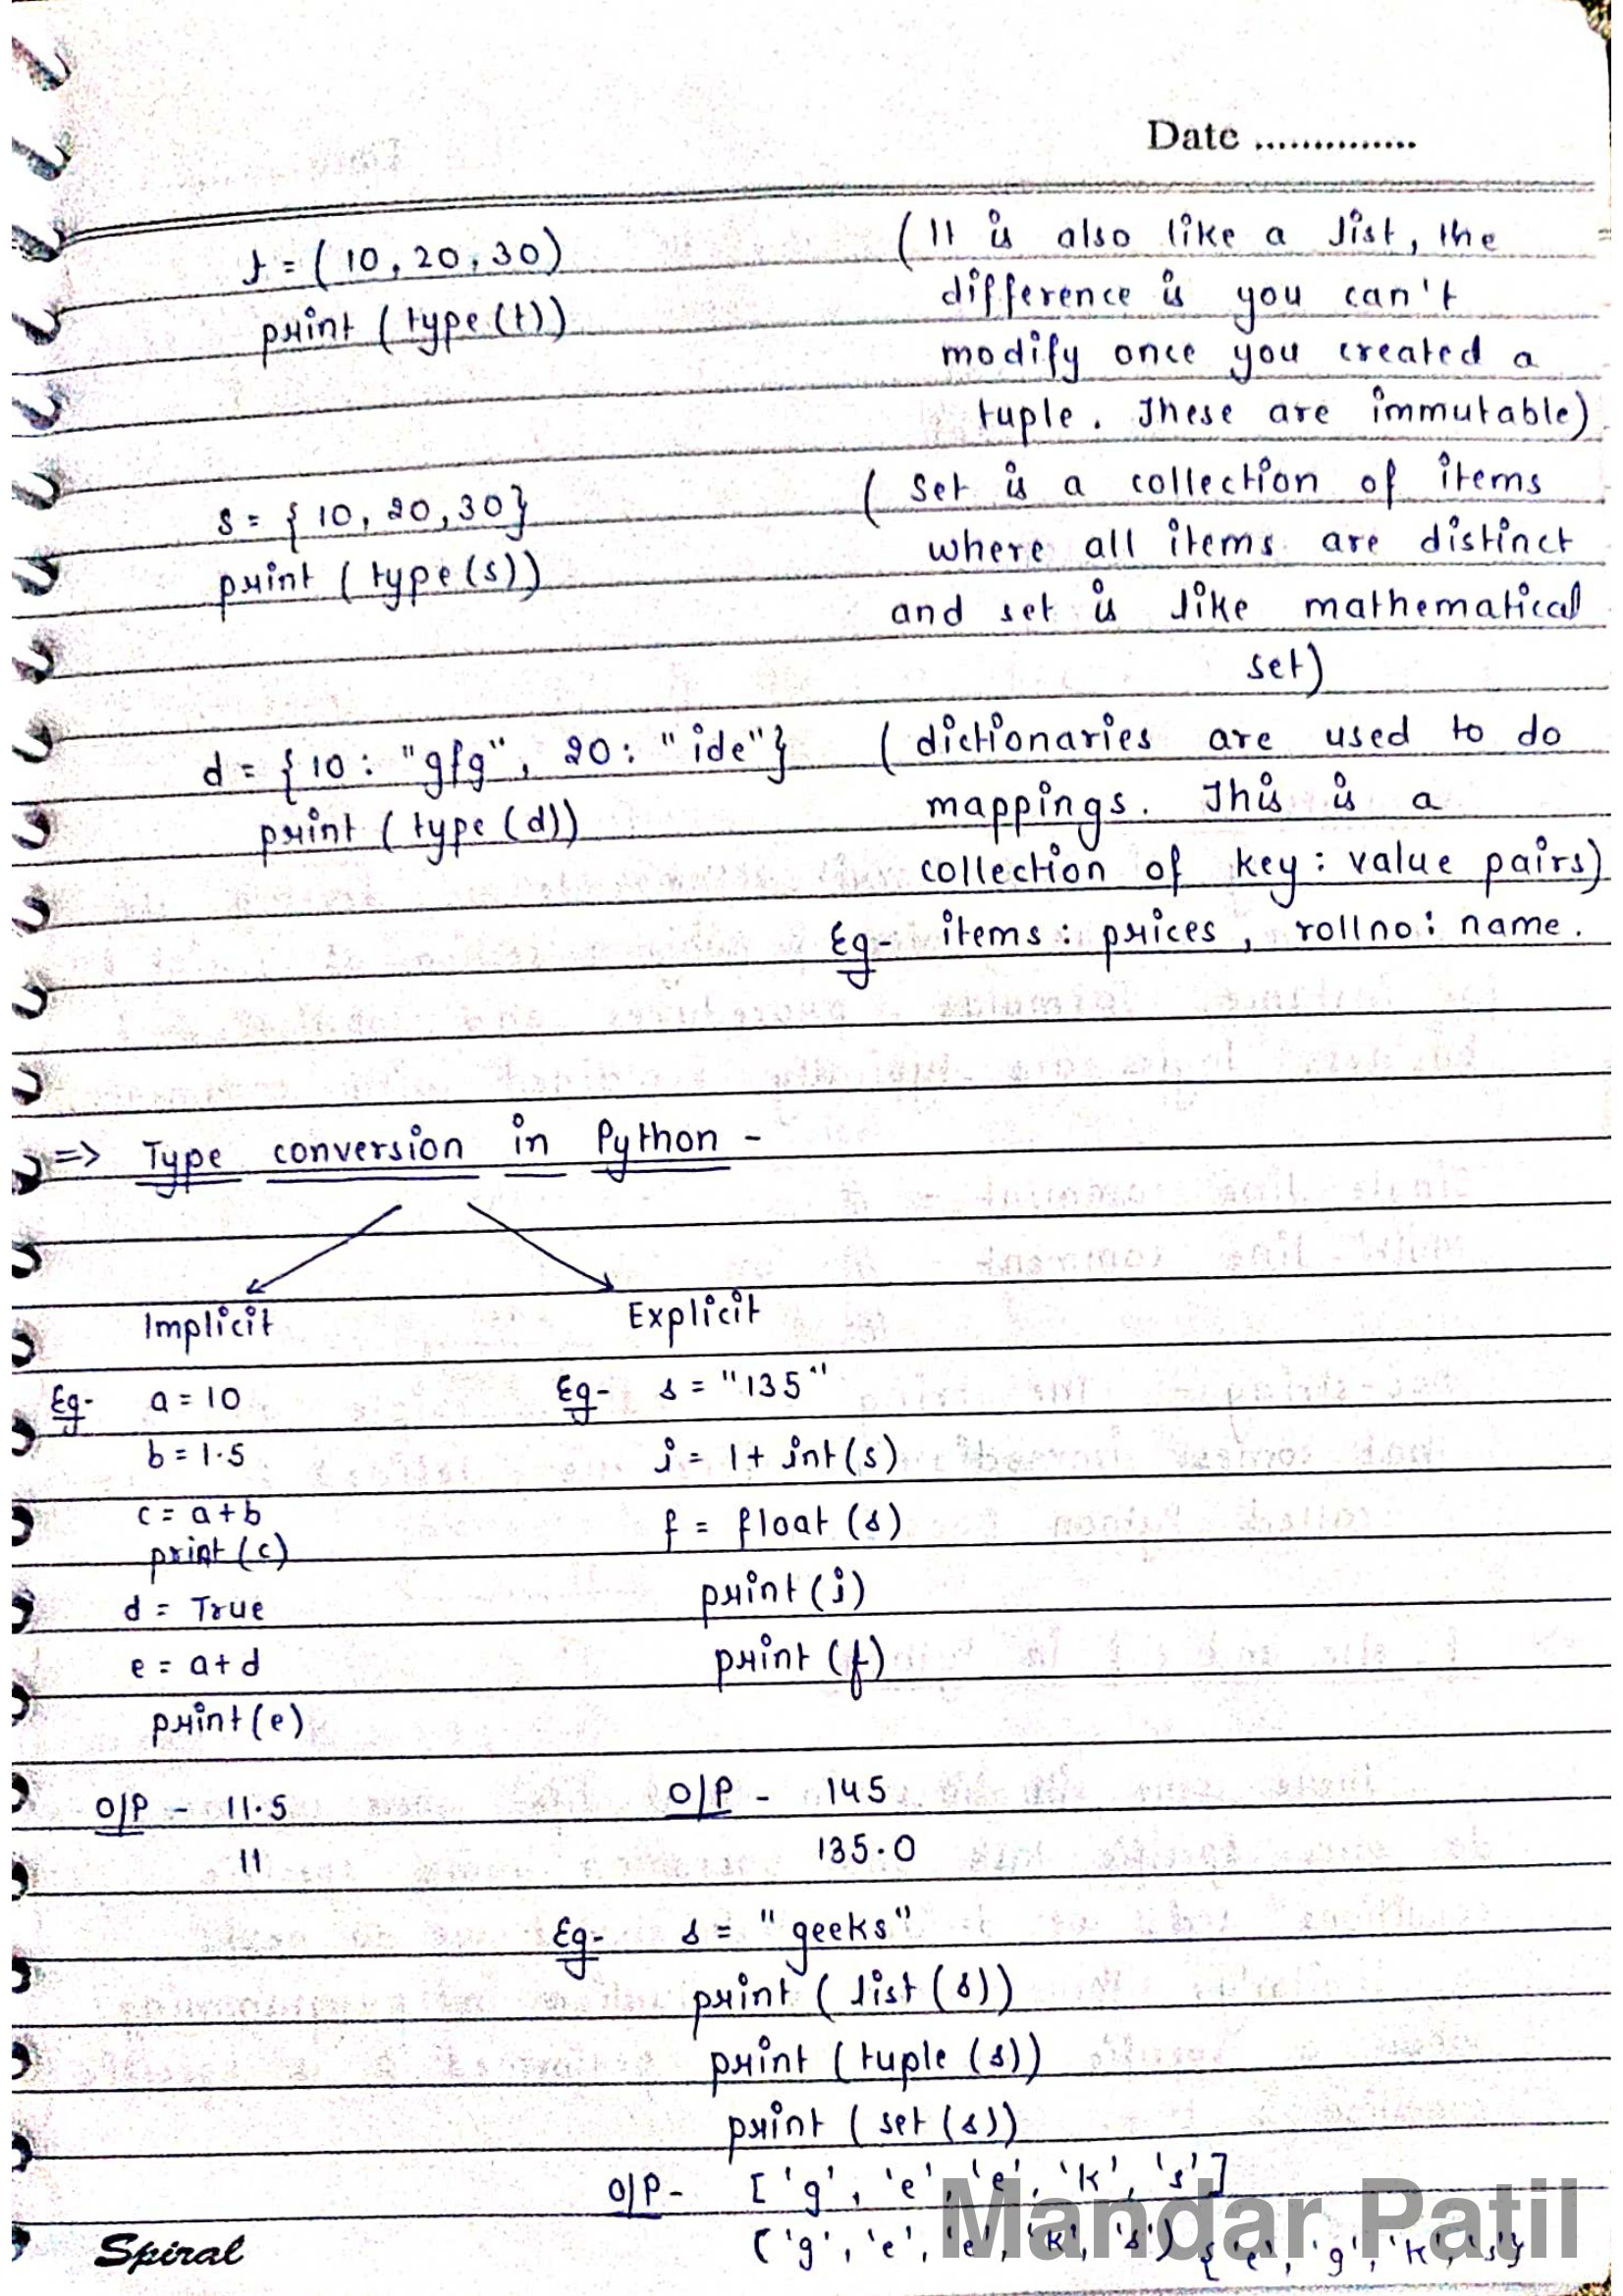 Date ..............
t = (10, 20, 30)
print (type(t))
(It is also like a list, the
difference is you can't
modify once you created a
tuple. These are immutable)
s = {10, 20, 30}
print (type(s))
(Set is a collection of items
where all items are distinct
and set is like mathematical
set)
d = {10: "gfg", 20: "ide"}
print (type(d))
(dictionaries are used to do
mappings. This is a
collection of key: value pairs)
Eg- items: prices, rollno: name.
=> Type conversion in Python -
Implicit
Eg- a = 10
b = 1.5
c = a+b
print (c)
d = True
e = a+d
print(e)
O/P - 11.5
11
Explicit
Eg- s = "135"
i = 1+ int(s)
f = float (s)
print (i)
print (f)
O/P - 145
135.0
Eg- s = "geeks"
print (list (s))
print (tuple (s))
print (set (s))
O/P- ['g', 'e', 'e', 'k', 's']
('g', 'e', 'e', 'k', 's') {'e', 'g', 'k', 's'}
Spiral
Mandar Patil